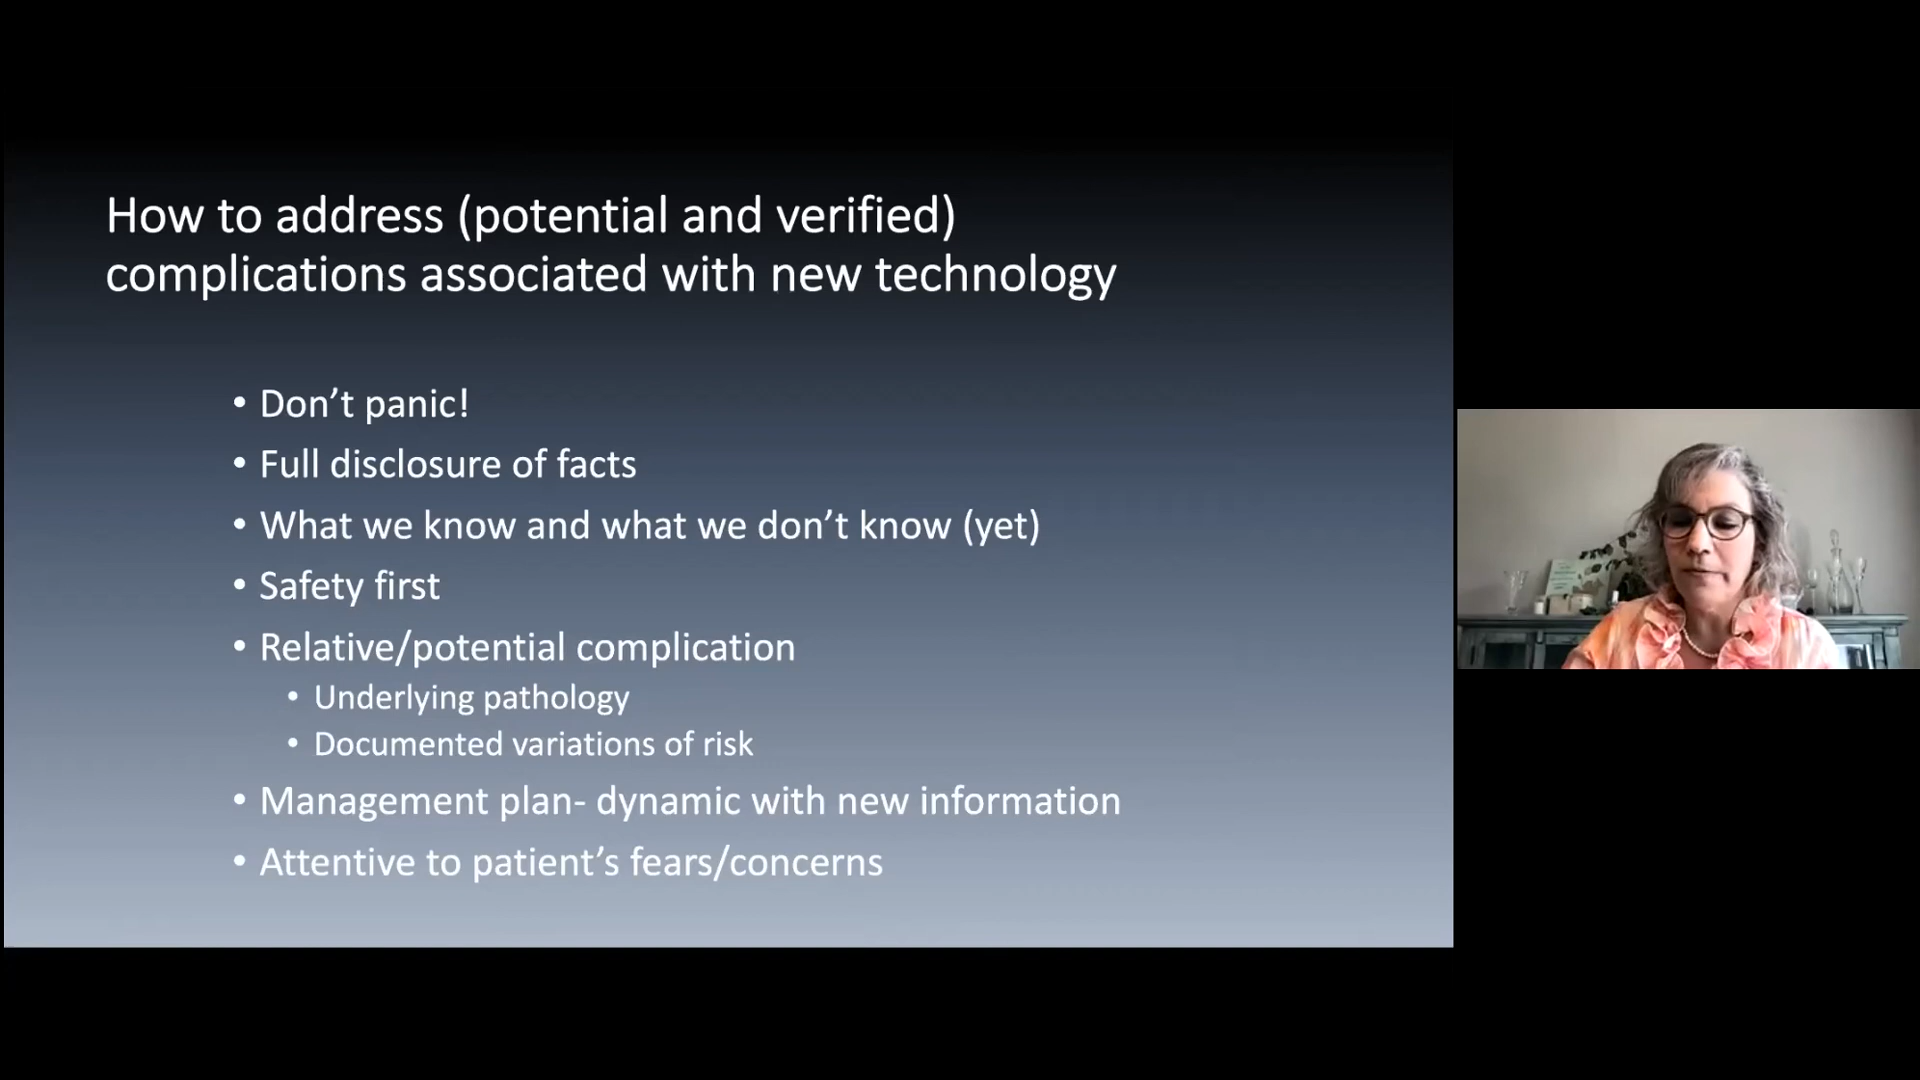 How to address (potential and verified)
complications associated with new technology
• Don’t panic!
• Full disclosure of facts
• What we know and what we don’t know (yet)
• Safety first
• Relative/potential complication
• Underlying pathology
• Documented variations of risk
• Management plan- dynamic with new information
• Attentive to patient’s fears/concerns